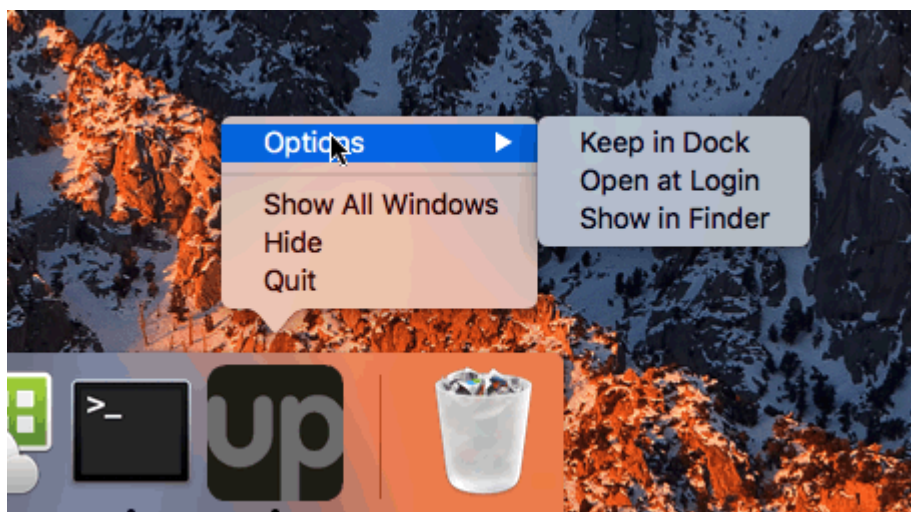 Options
Keep in Dock
Open at Login
Show in Finder
Show All Windows
Hide
Quit
>_
up